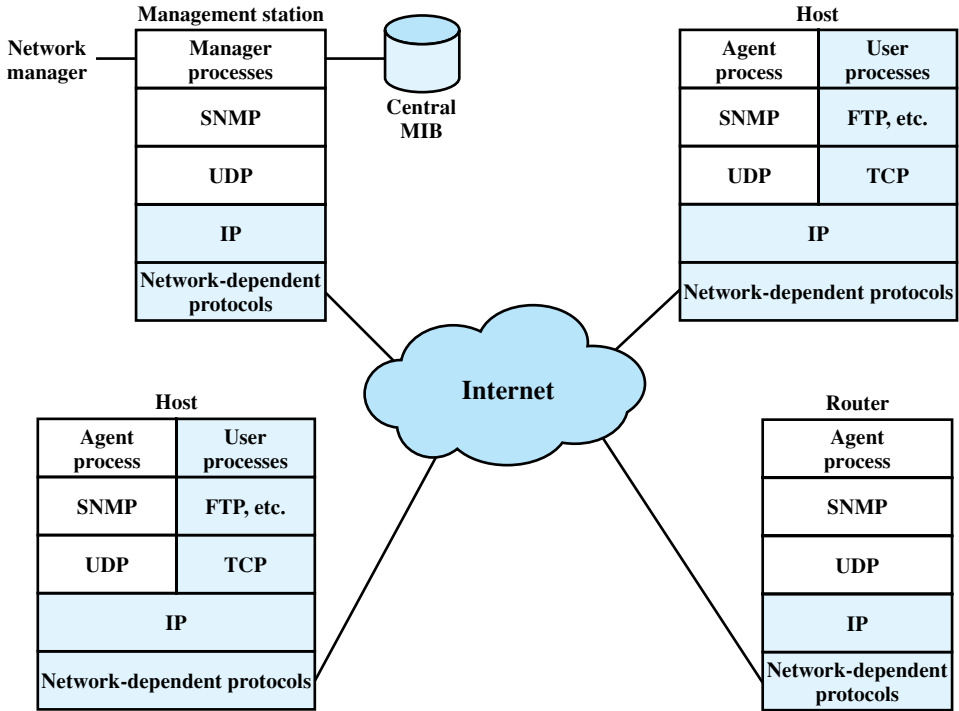 Management station
Network
manager
Manager
processes
Central
MIB
SNMP
UDP
IP
Network-dependent
protocols
Host
Agent
process
User
processes
SNMP
FTP, etc.
UDP
TCP
IP
Network-dependent protocols
Internet
Host
Agent
process
User
processes
SNMP
FTP, etc.
UDP
TCP
IP
Network-dependent protocols
Router
Agent
process
SNMP
UDP
IP
Network-dependent
protocols